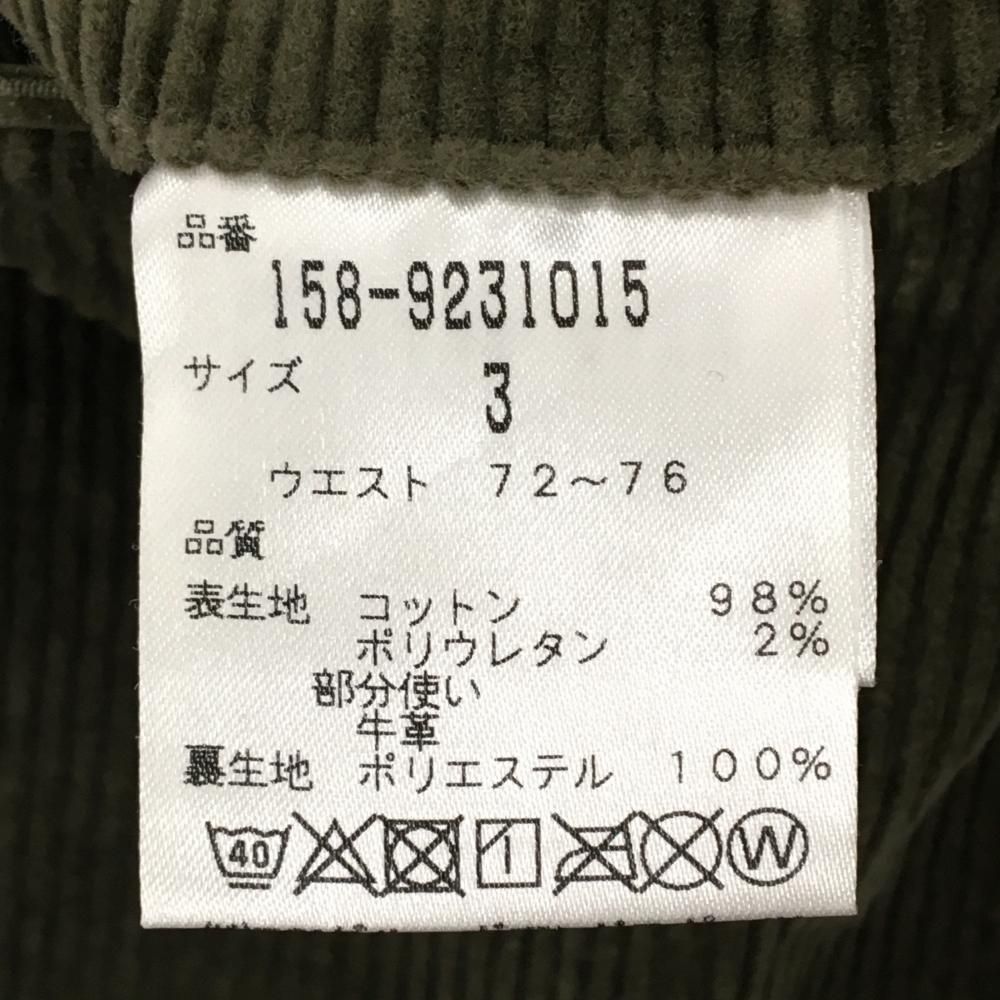 品番
158-9231015
サイズ 3
ウエスト 72～76
品質
表生地 コットン 98%
ポリウレタン 2%
部分使い
牛革
裏生地 ポリエステル 100%
40 W